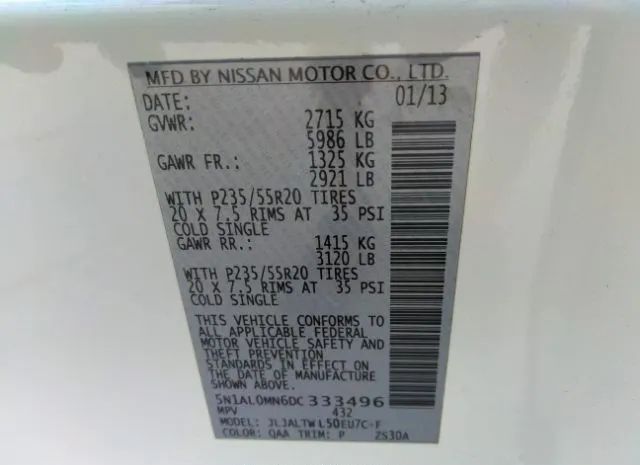 MFD BY NISSAN MOTOR CO., LTD.
DATE: 01/13
GVWR: 2715 KG
5986 LB
GAWR FR.: 1325 KG
2921 LB
WITH P235/55R20 TIRES
20 X 7.5 RIMS AT 35 PSI
COLD SINGLE
GAWR RR.: 1415 KG
3120 LB
WITH P235/55R20 TIRES
20 X 7.5 RIMS AT 35 PSI
COLD SINGLE
THIS VEHICLE CONFORMS TO
ALL APPLICABLE FEDERAL
MOTOR VEHICLE SAFETY AND
THEFT PREVENTION
STANDARDS IN EFFECT ON
THE DATE OF MANUFACTURE
SHOWN ABOVE.
5N1AL0MN6DC333496
MPV 432
MODEL: JLJALTWL50EU7C-F
COLOR: QAA TRIM: P 2S30A